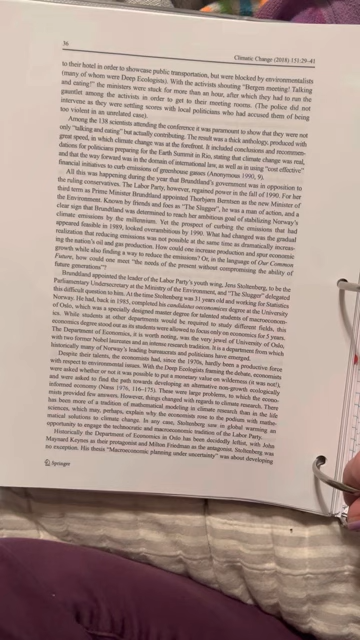 36
Climatic Change (2018) 151:29–41
to their hotel in order to showcase public transportation, but were blocked by environmentalists
(many of whom were Deep Ecologists). With the activists shouting "Bergen meeting! Talking
and eating!" the ministers were stuck for more than an hour, after which they had to run the
gauntlet among the activists in order to get to their meeting rooms. (The police did not
intervene as they were settling scores with local politicians who had accused them of being
too violent in an unrelated case).
Among the 138 scientists attending the conference it was paramount to show that they were not
only "talking and eating" but actually contributing. The result was a thick anthology, produced with
great speed, in which climate change was at the forefront. It included conclusions and recommen-
dations for politicians preparing for the Earth Summit in Rio, stating that climate change was real,
and that the way forward was in the domain of international law, as well as in using "cost effective"
financial initiatives to curb emissions of greenhouse gasses (Anonymous 1990, 9).
All this was happening during the year that Brundtland's government was in opposition to
the ruling conservatives. The Labor Party, however, regained power in the fall of 1990. For her
third term as Prime Minister Brundtland appointed Thorbjørn Berntsen as the new Minister of
the Environment. Known by friends and foes as "The Slugger", he was a man of action, and a
clear sign that Brundtland was determined to reach her ambitious goal of stabilizing Norway's
climate emissions by the millennium. Yet the prospect of curbing the emissions that had
appeared feasible in 1989, looked overambitious by 1990. What had changed was the gradual
realization that reducing emissions was not possible at the same time as dramatically increas-
ing the nation's oil and gas production. How could one increase production and spur economic
growth while also finding a way to reduce the emissions? Or, in the language of Our Common
Future, how could one meet "the needs of the present without compromising the ability of
future generations"?
Brundtland appointed the leader of the Labor Party's youth wing, Jens Stoltenberg, to be the
Parliamentary Undersecretary at the Ministry of the Environment, and "The Slugger" delegated
this difficult question to him. At the time Stoltenberg was 31 years old and working for Statistics
Norway. He had, back in 1985, completed his candidatus oeconomices degree at the University
of Oslo, which was a specially designed master degree for talented students of macroeconom-
ics. While students at other departments would be required to study different fields, this
economics degree stood out as its students were allowed to focus only on economics for 5 years.
The Department of Economics, it is worth noting, was the very jewel of University of Oslo,
with two former Nobel laureates and an intense research tradition. It is a department from which
historically many of Norway's leading bureaucrats and politicians have emerged.
Despite their talents, the economists had, since the 1970s, hardly been a productive force
with respect to environmental issues. With the Deep Ecologists framing the debate, economists
were asked whether or not it was possible to put a monetary value on wilderness (it was not!),
and were asked to find the path towards developing an alternative non-growth ecologically
informed economy (Næss 1976, 116–175). These were large problems, to which the econo-
mists provided few answers. However, things changed with regards to climate research. There
has been more of a tradition of mathematical modeling in climate research than in the life
sciences, which may, perhaps, explain why the economists rose to the podium with mathe-
matical solutions to climate change. In any case, Stoltenberg saw in global warming an
opportunity to engage the technocratic and macroeconomic tradition of the Labor Party.
Historically the Department of Economics in Oslo has been decidedly leftist, with John
Maynard Keynes as their protagonist and Milton Friedman as the antagonist. Stoltenberg was
no exception. His thesis "Macroeconomic planning under uncertainty" was about developing
Springer